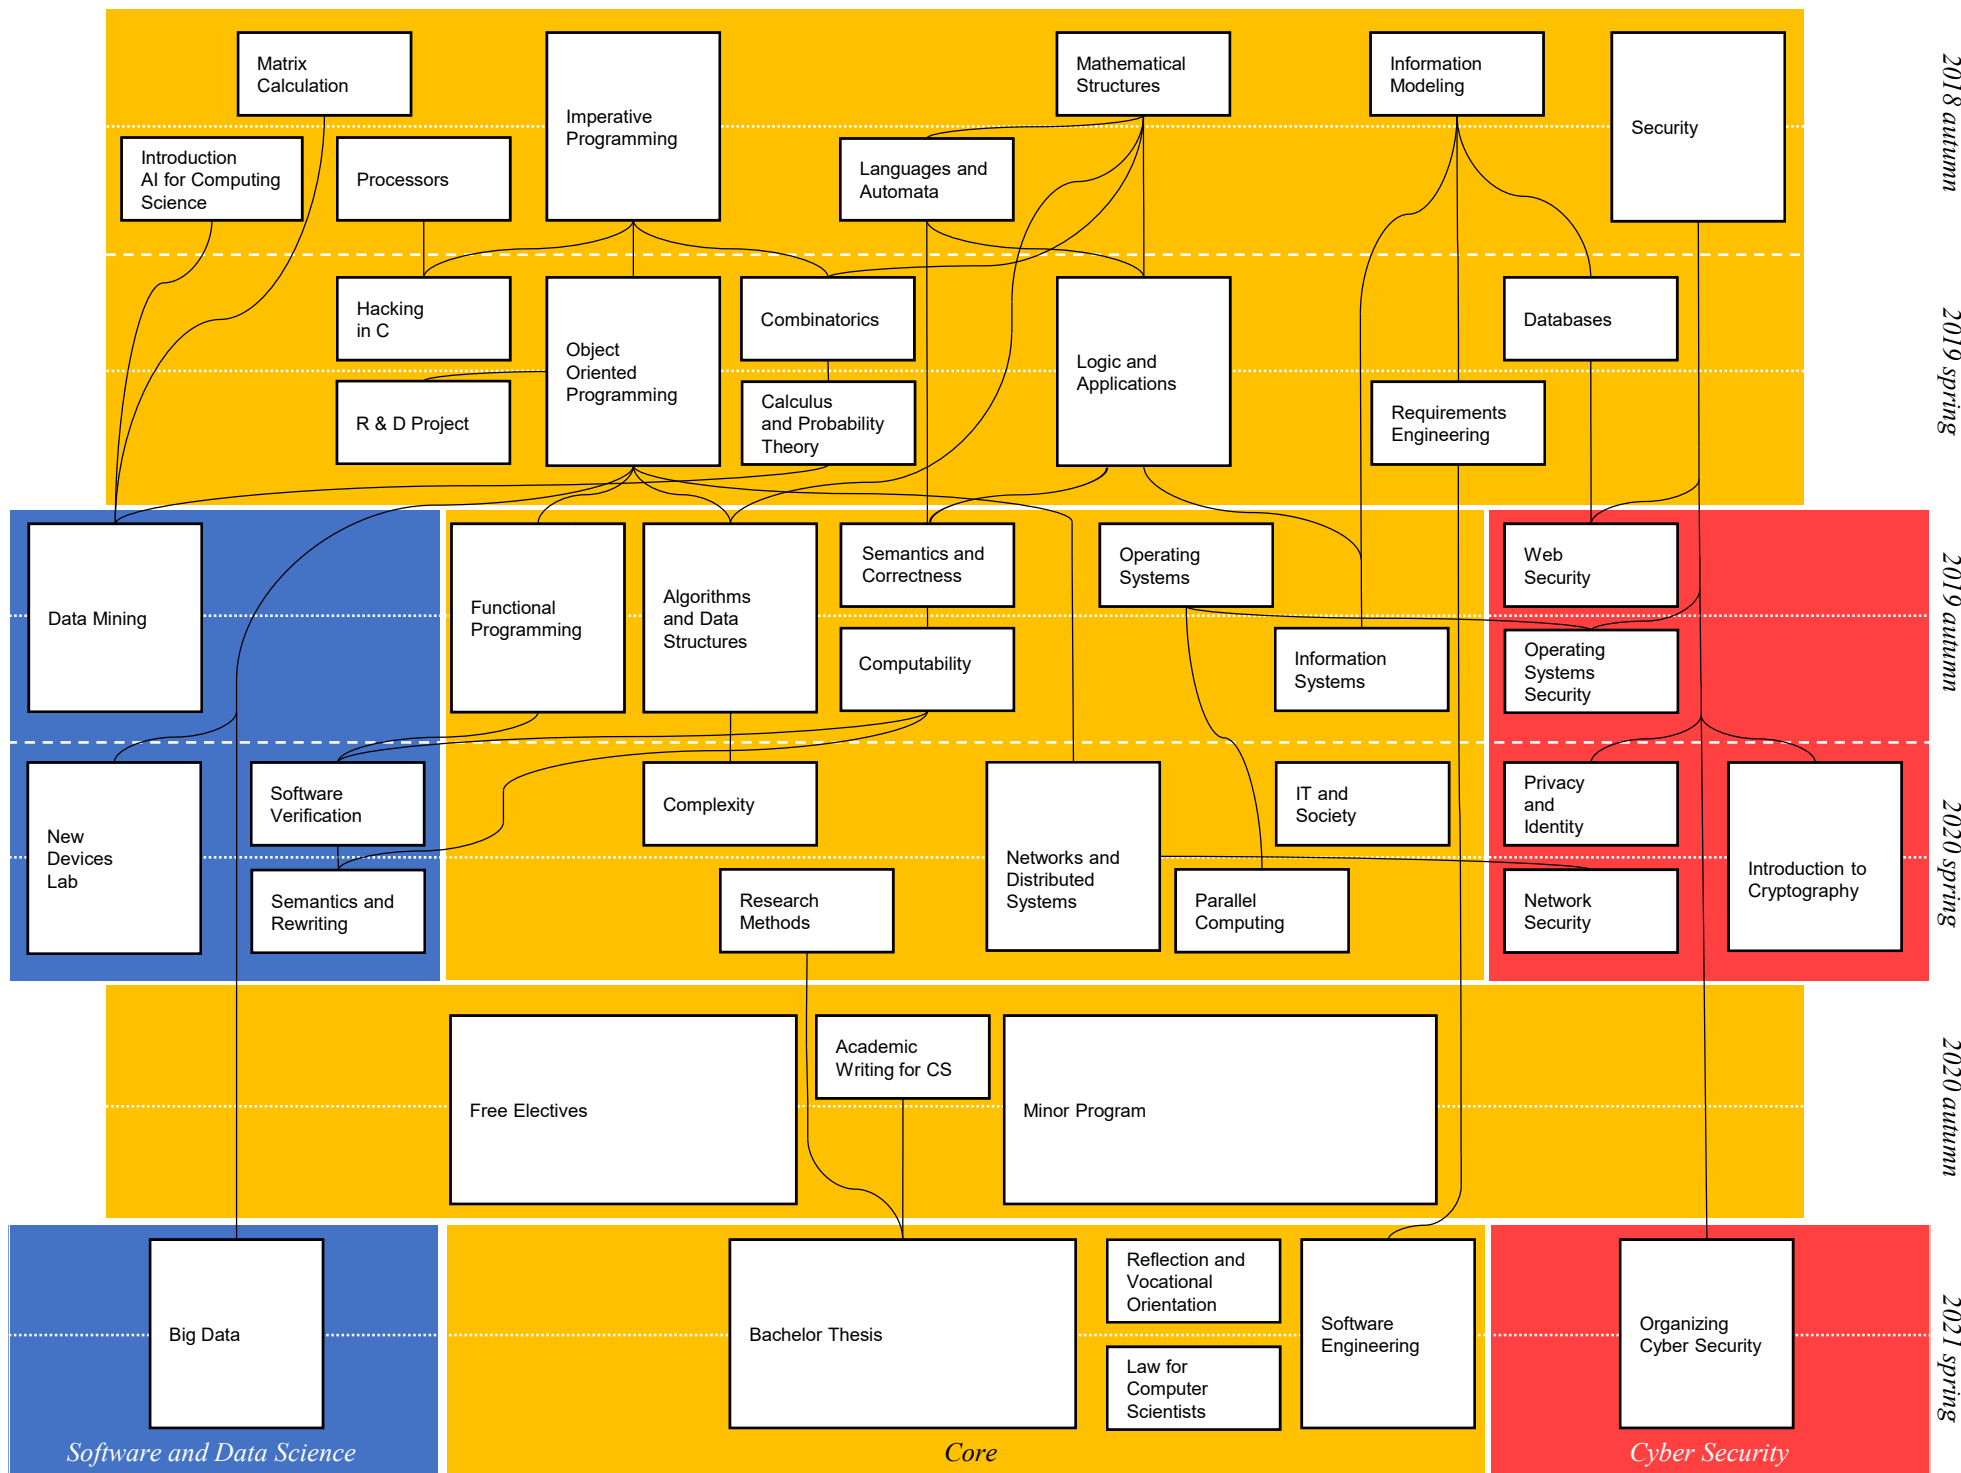 Matrix
Calculation
Imperative
Programming
Mathematical
Structures
Information
Modeling
Security
2018 autumn
Introduction
AI for Computing
Science
Processors
Languages and
Automata
Hacking
in C
Object
Oriented
Programming
Combinatorics
Logic and
Applications
Databases
2019 spring
R & D Project
Calculus
and Probability
Theory
Requirements
Engineering
Data Mining
Functional
Programming
Algorithms
and Data
Structures
Semantics and
Correctness
Operating
Systems
Web
Security
2019 autumn
Computability
Information
Systems
Operating
Systems
Security
New
Devices
Lab
Software
Verification
Complexity
Networks and
Distributed
Systems
IT and
Society
Privacy
and
Identity
Introduction to
Cryptography
2020 spring
Semantics and
Rewriting
Research
Methods
Parallel
Computing
Network
Security
Free Electives
Academic
Writing for CS
Minor Program
2020 autumn
Big Data
Bachelor Thesis
Reflection and
Vocational
Orientation
Law for
Computer
Scientists
Software
Engineering
Organizing
Cyber Security
2021 spring
Software and Data Science
Core
Cyber Security